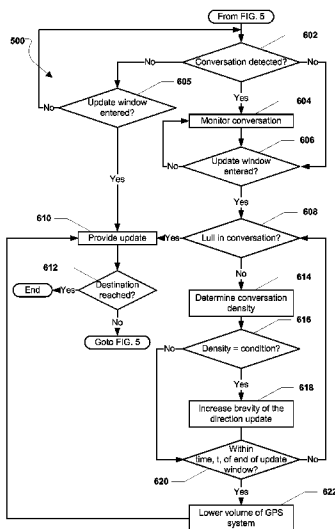 From FIG. 5
500
602
Conversation detected?
No
No
605
Yes
604
Update window
entered?
Monitor conversation
606
No
Update window
entered?
Yes
Yes
610
608
Provide update
Yes
Lull in conversation?
612
No
614
Destination
reached?
End
Yes
Determine conversation
density
616
No
Goto FIG. 5
No
Density = condition?
Yes
618
Increase brevity of the
direction update
Within
time, t, of end of update
window?
No
620
Yes
622
Lower volume of GPS
system